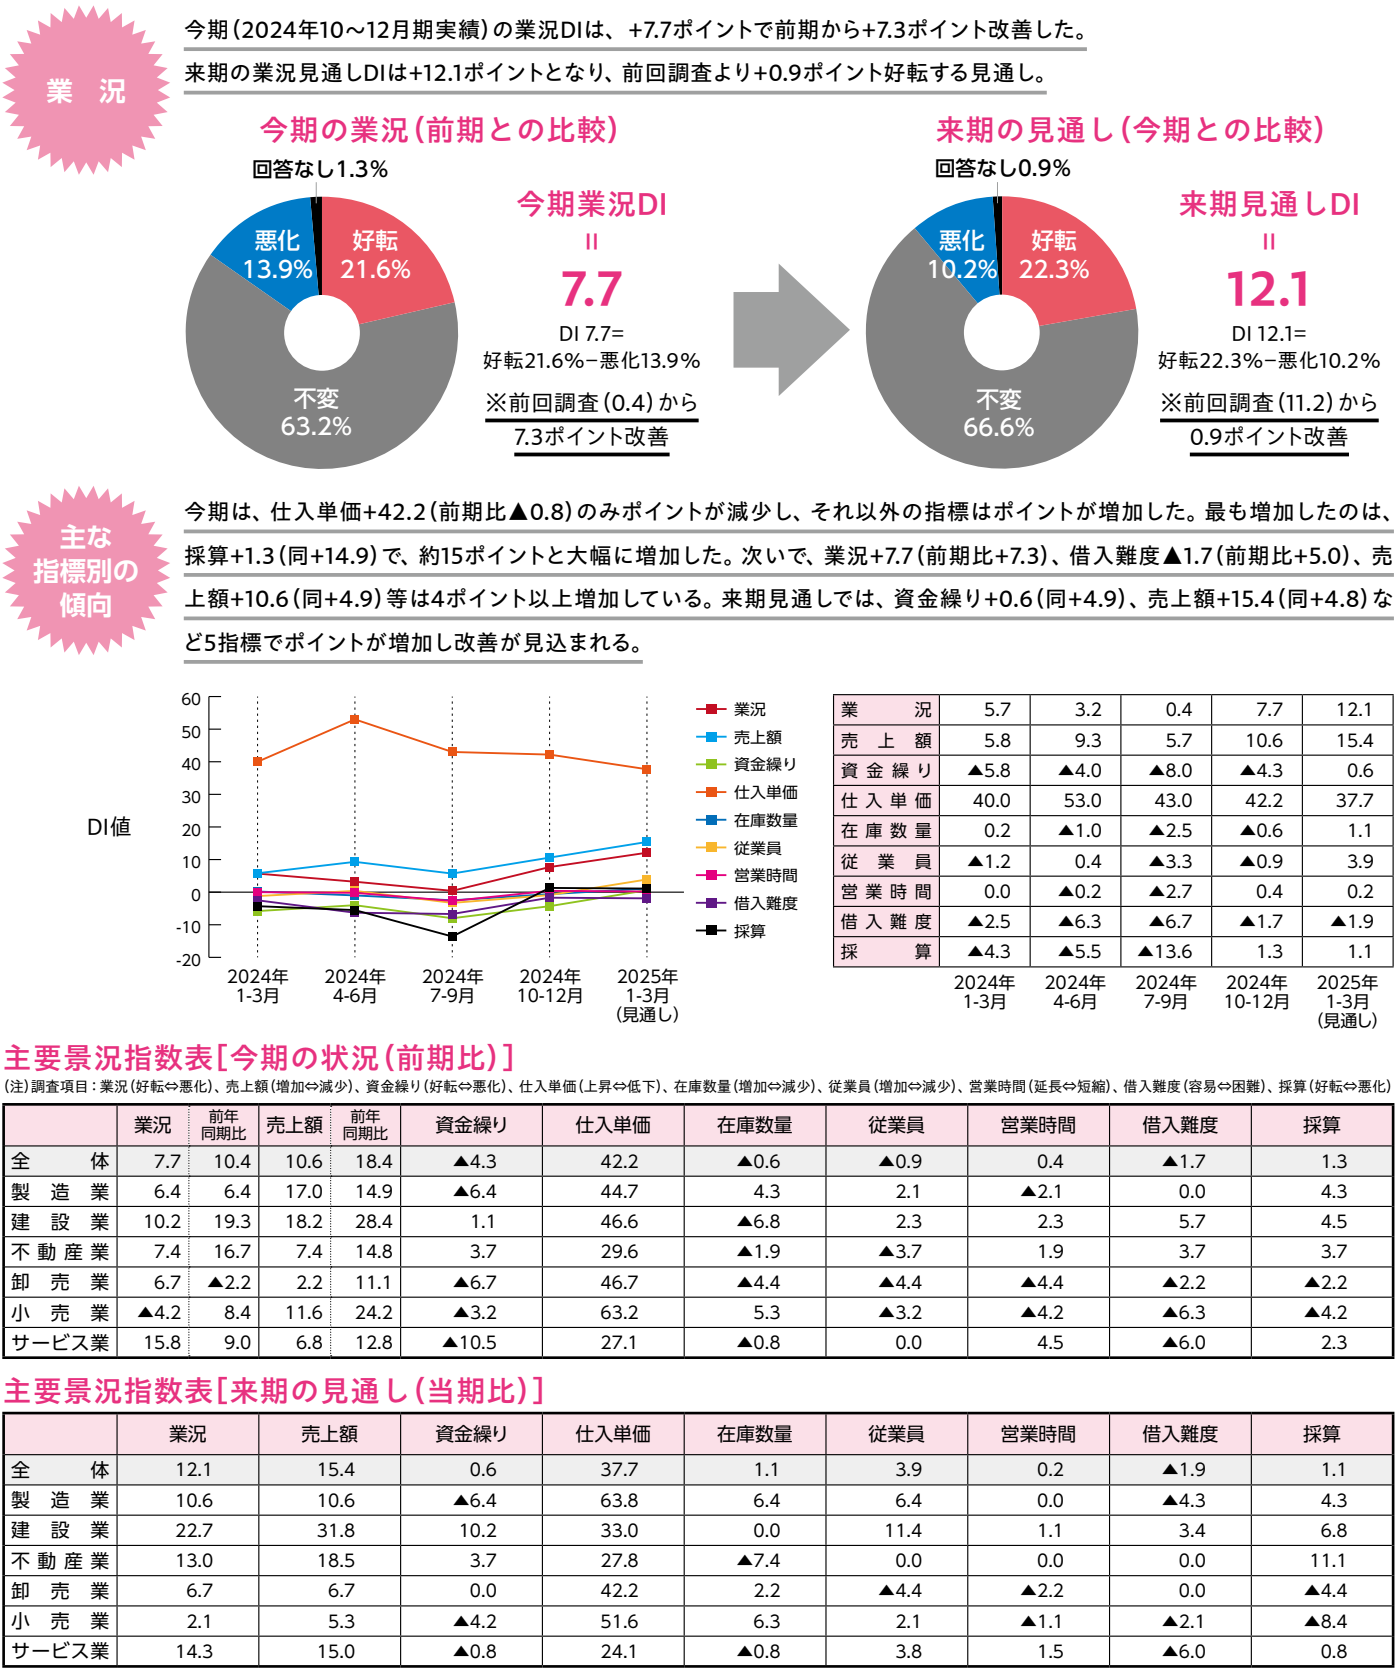 業　況
今期（2024年10〜12月期実績）の業況DIは、+7.7ポイントで前期から+7.3ポイント改善した。
来期の業況見通しDIは+12.1ポイントとなり、前回調査より+0.9ポイント好転する見通し。
今期の業況（前期との比較）
回答なし1.3%
悪化
13.9%
好転
21.6%
不変
63.2%
今期業況DI
=
7.7
DI 7.7=
好転21.6%−悪化13.9%
※前回調査（0.4）から
7.3ポイント改善
来期の見通し（今期との比較）
回答なし0.9%
悪化
10.2%
好転
22.3%
不変
66.6%
来期見通しDI
=
12.1
DI 12.1=
好転22.3%−悪化10.2%
※前回調査（11.2）から
0.9ポイント改善
主な
指標別の
傾向
今期は、仕入単価+42.2（前期比▲0.8）のみポイントが減少し、それ以外の指標はポイントが増加した。最も増加したのは、
採算+1.3（同+14.9）で、約15ポイントと大幅に増加した。次いで、業況+7.7（前期比+7.3）、借入難度▲1.7（前期比+5.0）、売
上額+10.6（同+4.9）等は4ポイント以上増加している。来期見通しでは、資金繰り+0.6（同+4.9）、売上額+15.4（同+4.8）な
ど5指標でポイントが増加し改善が見込まれる。
DI値
60
50
40
30
20
10
0
-10
-20
2024年 2024年 2024年 2024年 2025年
1-3月 4-6月 7-9月 10-12月 1-3月
（見通し）
業況
売上額
資金繰り
仕入単価
在庫数量
従業員
営業時間
借入難度
採算
業況 5.7 3.2 0.4 7.7 12.1
売上額 5.8 9.3 5.7 10.6 15.4
資金繰り ▲5.8 ▲4.0 ▲8.0 ▲4.3 0.6
仕入単価 40.0 53.0 43.0 42.2 37.7
在庫数量 0.2 ▲1.0 ▲2.5 ▲0.6 1.1
従業員 ▲1.2 0.4 ▲3.3 ▲0.9 3.9
営業時間 0.0 ▲0.2 ▲2.7 0.4 0.2
借入難度 ▲2.5 ▲6.3 ▲6.7 ▲1.7 ▲1.9
採算 ▲4.3 ▲5.5 ▲13.6 1.3 1.1
2024年 2024年 2024年 2024年 2025年
1-3月 4-6月 7-9月 10-12月 1-3月
（見通し）
主要景況指数表［今期の状況（前期比）］
（注）調査項目：業況（好転⇔悪化）、売上額（増加⇔減少）、資金繰り（好転⇔悪化）、仕入単価（上昇⇔低下）、在庫数量（増加⇔減少）、従業員（増加⇔減少）、営業時間（延長⇔短縮）、借入難度（容易⇔困難）、採算（好転⇔悪化）
業況 前年同期比 売上額 前年同期比 資金繰り 仕入単価 在庫数量 従業員 営業時間 借入難度 採算
全体 7.7 10.4 10.6 18.4 ▲4.3 42.2 ▲0.6 ▲0.9 0.4 ▲1.7 1.3
製造業 6.4 6.4 17.0 14.9 ▲6.4 44.7 4.3 2.1 ▲2.1 0.0 4.3
建設業 10.2 19.3 18.2 28.4 1.1 46.6 ▲6.8 2.3 2.3 5.7 4.5
不動産業 7.4 16.7 7.4 14.8 3.7 29.6 ▲1.9 ▲3.7 1.9 3.7 3.7
卸売業 6.7 ▲2.2 2.2 11.1 ▲6.7 46.7 ▲4.4 ▲4.4 ▲4.4 ▲2.2 ▲2.2
小売業 ▲4.2 8.4 11.6 24.2 ▲3.2 63.2 5.3 ▲3.2 ▲4.2 ▲6.3 ▲4.2
サービス業 15.8 9.0 6.8 12.8 ▲10.5 27.1 ▲0.8 0.0 4.5 ▲6.0 2.3
主要景況指数表［来期の見通し（当期比）］
業況 売上額 資金繰り 仕入単価 在庫数量 従業員 営業時間 借入難度 採算
全体 12.1 15.4 0.6 37.7 1.1 3.9 0.2 ▲1.9 1.1
製造業 10.6 10.6 ▲6.4 63.8 6.4 6.4 0.0 ▲4.3 4.3
建設業 22.7 31.8 10.2 33.0 0.0 11.4 1.1 3.4 6.8
不動産業 13.0 18.5 3.7 27.8 ▲7.4 0.0 0.0 0.0 11.1
卸売業 6.7 6.7 0.0 42.2 2.2 ▲4.4 ▲2.2 0.0 ▲4.4
小売業 2.1 5.3 ▲4.2 51.6 6.3 2.1 ▲1.1 ▲2.1 ▲8.4
サービス業 14.3 15.0 ▲0.8 24.1 ▲0.8 3.8 1.5 ▲6.0 0.8